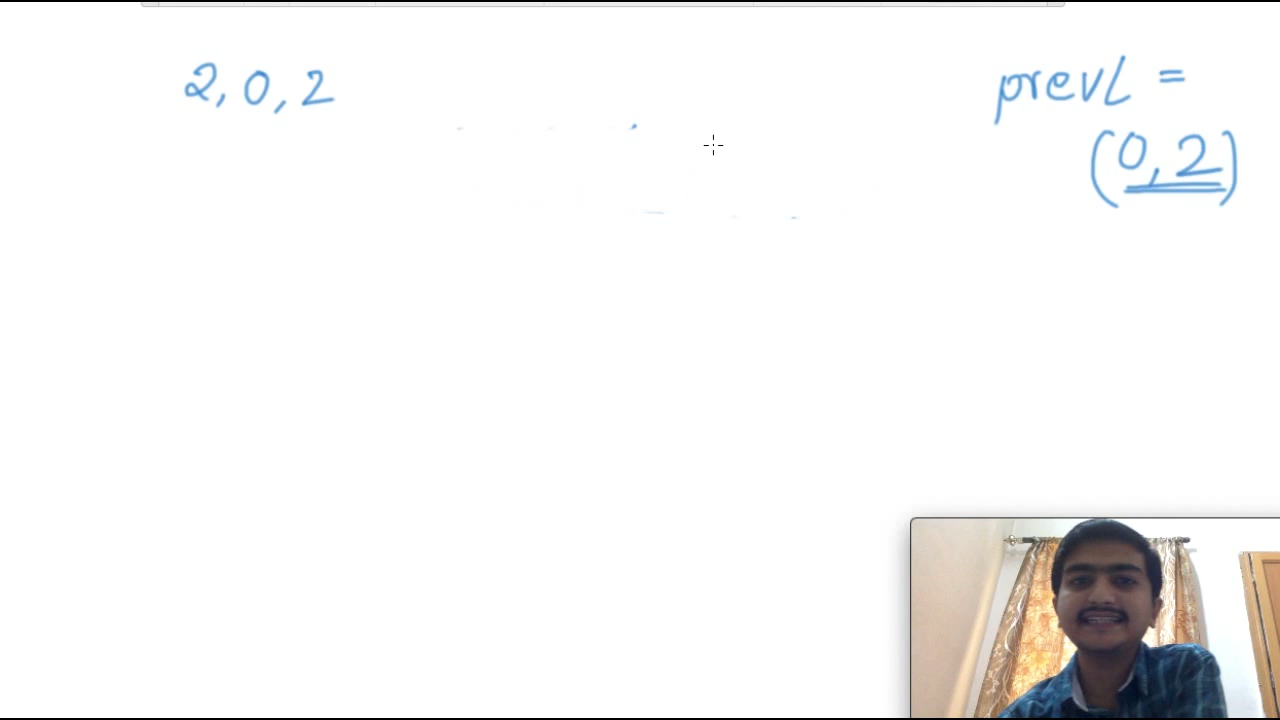 2, 0, 2
prevL =
(0, 2)